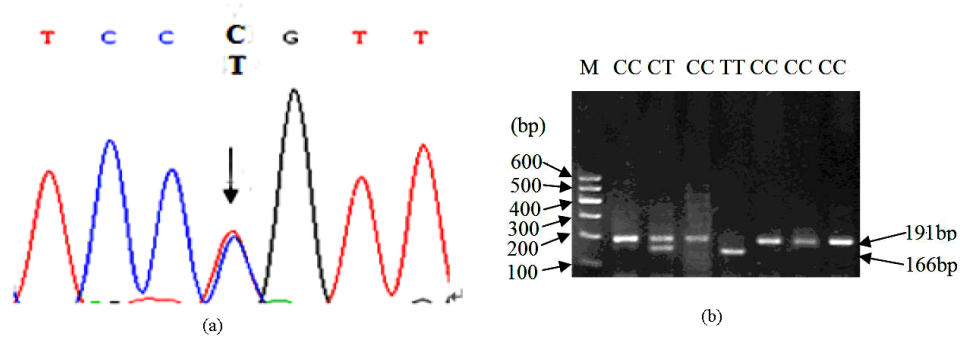 T C C C G T T
T
(a)
M CC CT CC TT CC CC CC
(bp)
600
500
400
300
200
100
191bp
166bp
(b)